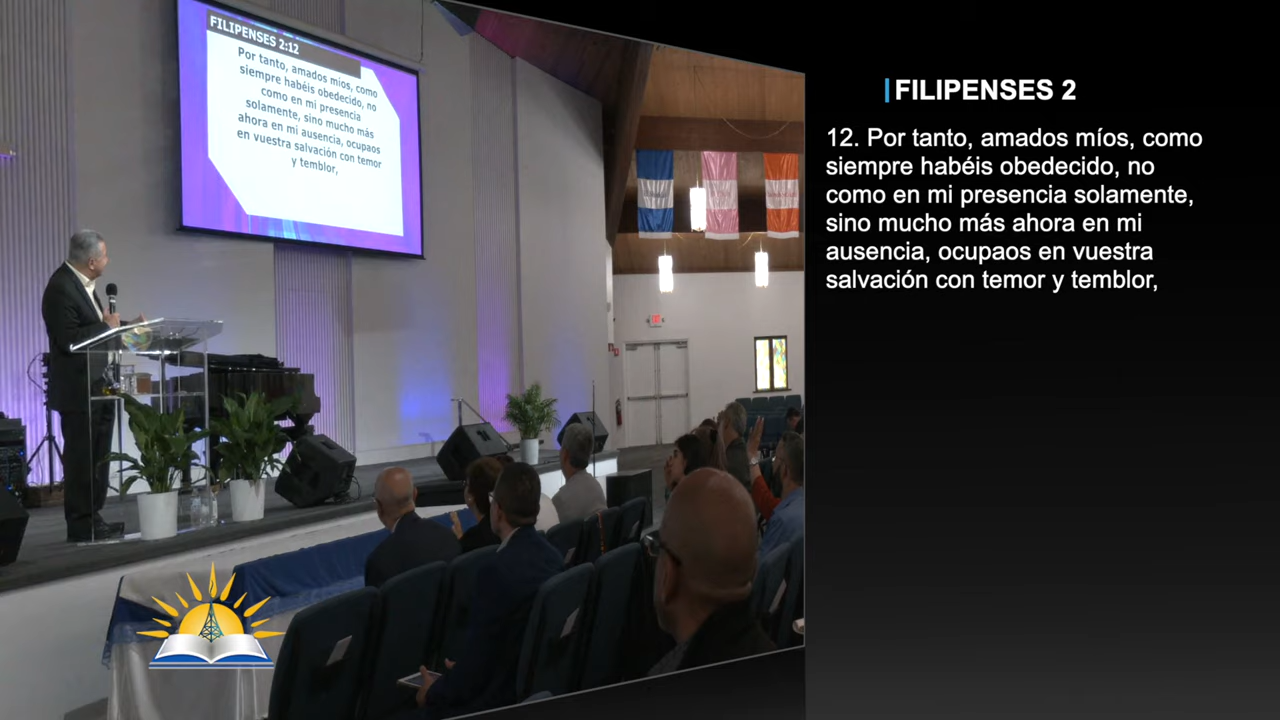 FILIPENSES 2:12
Por tanto, amados míos, como
siempre habéis obedecido, no
como en mi presencia
solamente, sino mucho más
ahora en mi ausencia, ocupaos
en vuestra salvación con temor
y temblor,
FILIPENSES 2
12. Por tanto, amados míos, como
siempre habéis obedecido, no
como en mi presencia solamente,
sino mucho más ahora en mi
ausencia, ocupaos en vuestra
salvación con temor y temblor,